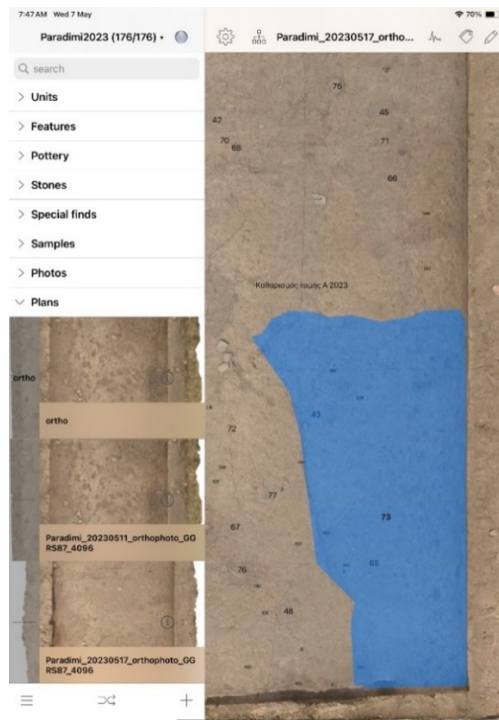 7:47 AM Wed 7 May
70%
Paradimi2023 (176/176)
Paradimi_20230517_ortho...
search
Units
Features
Pottery
Stones
Special finds
Samples
Photos
Plans
ortho
ortho
Paradimi_20230511_orthophoto_GG
RS87_4096
Paradimi_20230517_orthophoto_GG
RS87_4096
75
45
42
70
68
71
66
Καθαρισμός τομής Α 2023
43
72
73
77
67
65
76
48